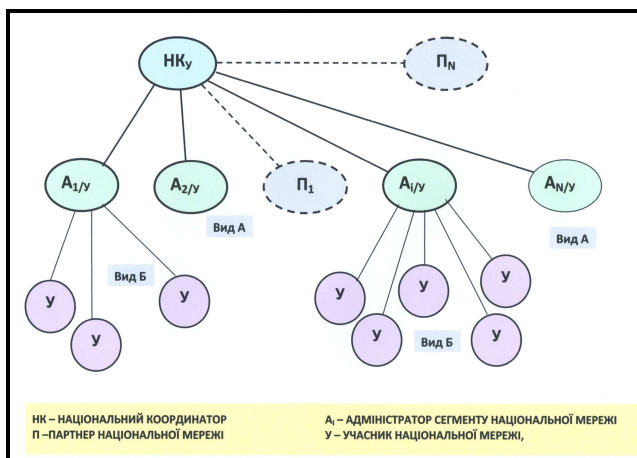 НКУ
ПN
А1/У
А2/У
П1
Аi/У
АN/У
Вид А
Вид А
Вид Б
У
У
У
У
У
У
У
У
Вид Б
НК – НАЦІОНАЛЬНИЙ КООРДИНАТОР
П –ПАРТНЕР НАЦІОНАЛЬНОЇ МЕРЕЖІ
Аі – АДМІНІСТРАТОР СЕГМЕНТУ НАЦІОНАЛЬНОЇ МЕРЕЖІ
У – УЧАСНИК НАЦІОНАЛЬНОЇ МЕРЕЖІ,